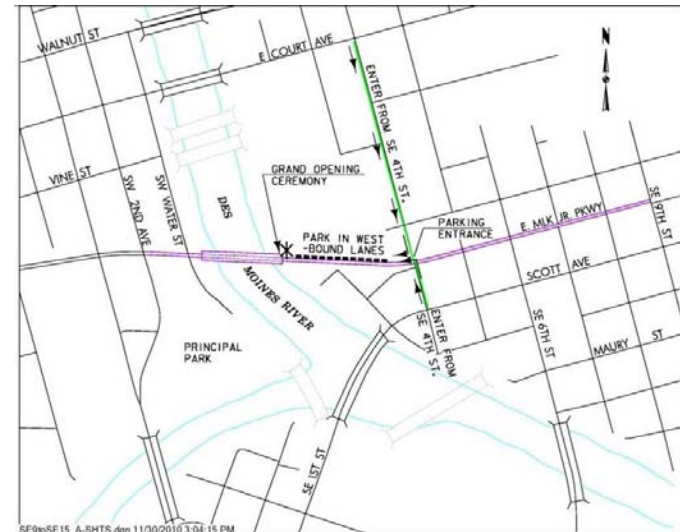 WALNUT ST
E COURT AVE
N
ENTER FROM SE 4TH ST.
VINE ST
SW 2ND AVE
SW WATER ST
DES
MOINES RIVER
GRAND OPENING
CEREMONY
PARK IN WEST
-BOUND LANES
PARKING
ENTRANCE
E. MLK JR. PKWY
SE 9TH ST
SCOTT AVE
PRINCIPAL
PARK
ENTER FROM
SE 4TH ST.
SE 6TH ST
MAURY ST
SE 1ST ST
SE9toSE15_A-SHTS.dgn 11/30/2010 3:04:15 PM